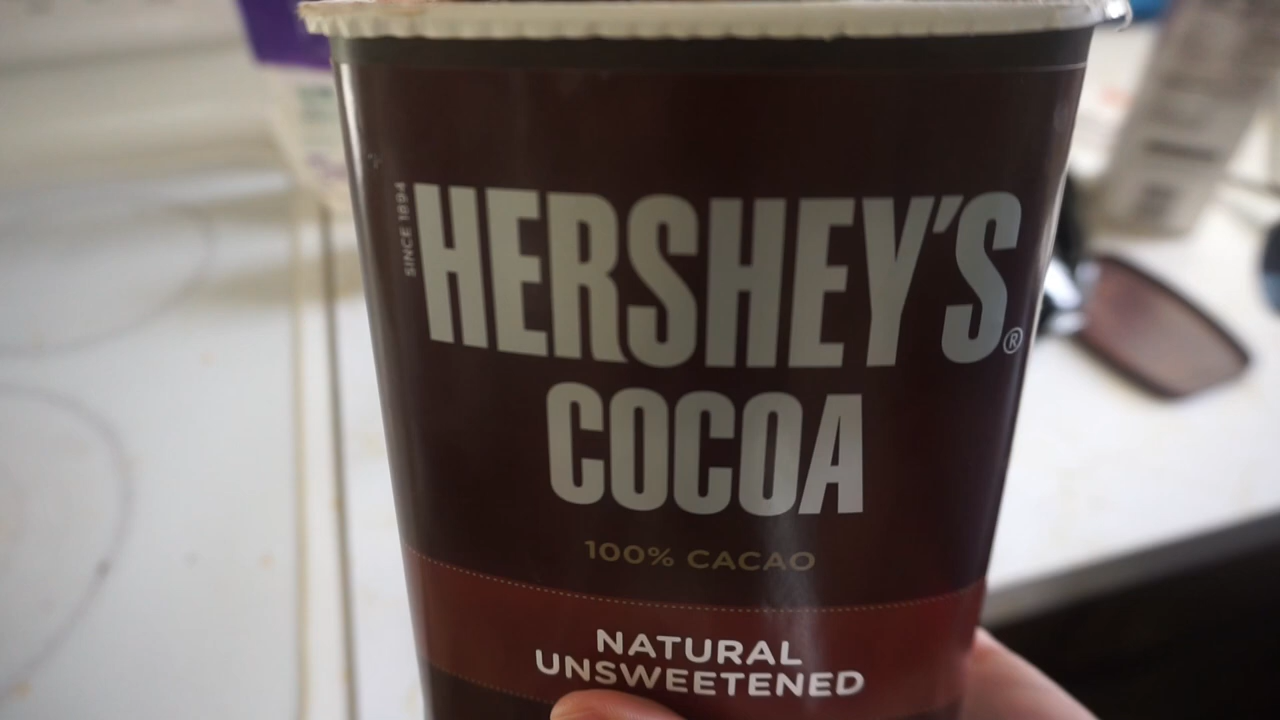 SINCE 1894
HERSHEY'S®
COCOA
100% CACAO
NATURAL
UNSWEETENED